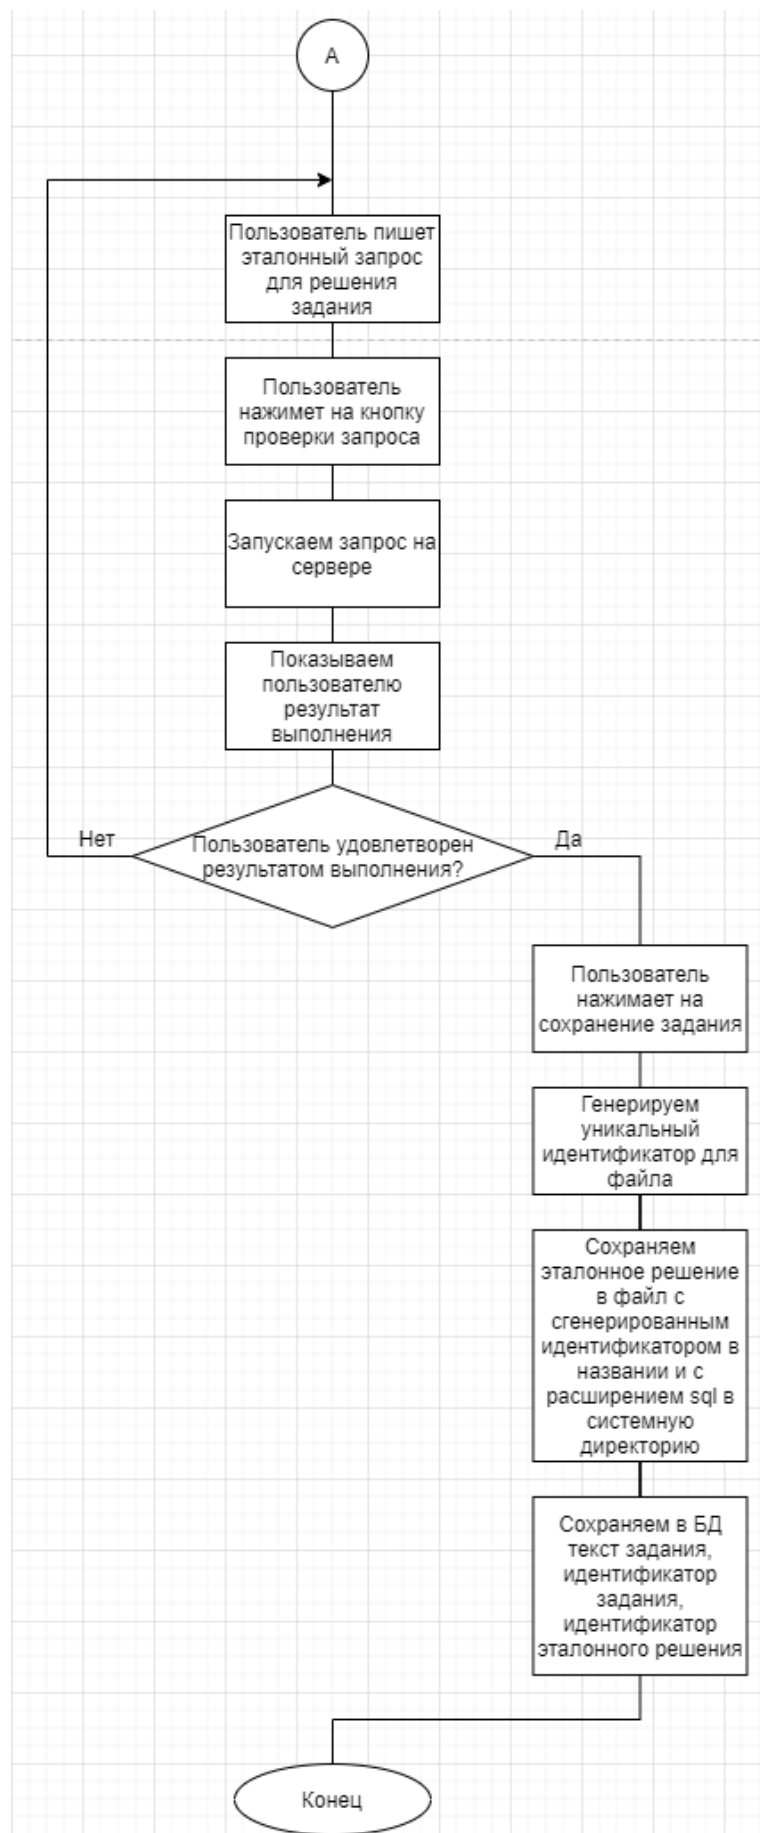 А
Пользователь пишет
эталонный запрос
для решения
задания
Пользователь
нажимет на кнопку
проверки запроса
Запускаем запрос на
сервере
Показываем
пользователю
результат
выполнения
Нет
Пользователь удовлетворен
результатом выполнения?
Да
Пользователь
нажимает на
сохранение задания
Генерируем
уникальный
идентификатор для
файла
Сохраняем
эталонное решение
в файл с
сгенерированным
идентификатором в
названии и с
расширением sql в
системную
директорию
Сохраняем в БД
текст задания,
идентификатор
задания,
идентификатор
эталонного решения
Конец